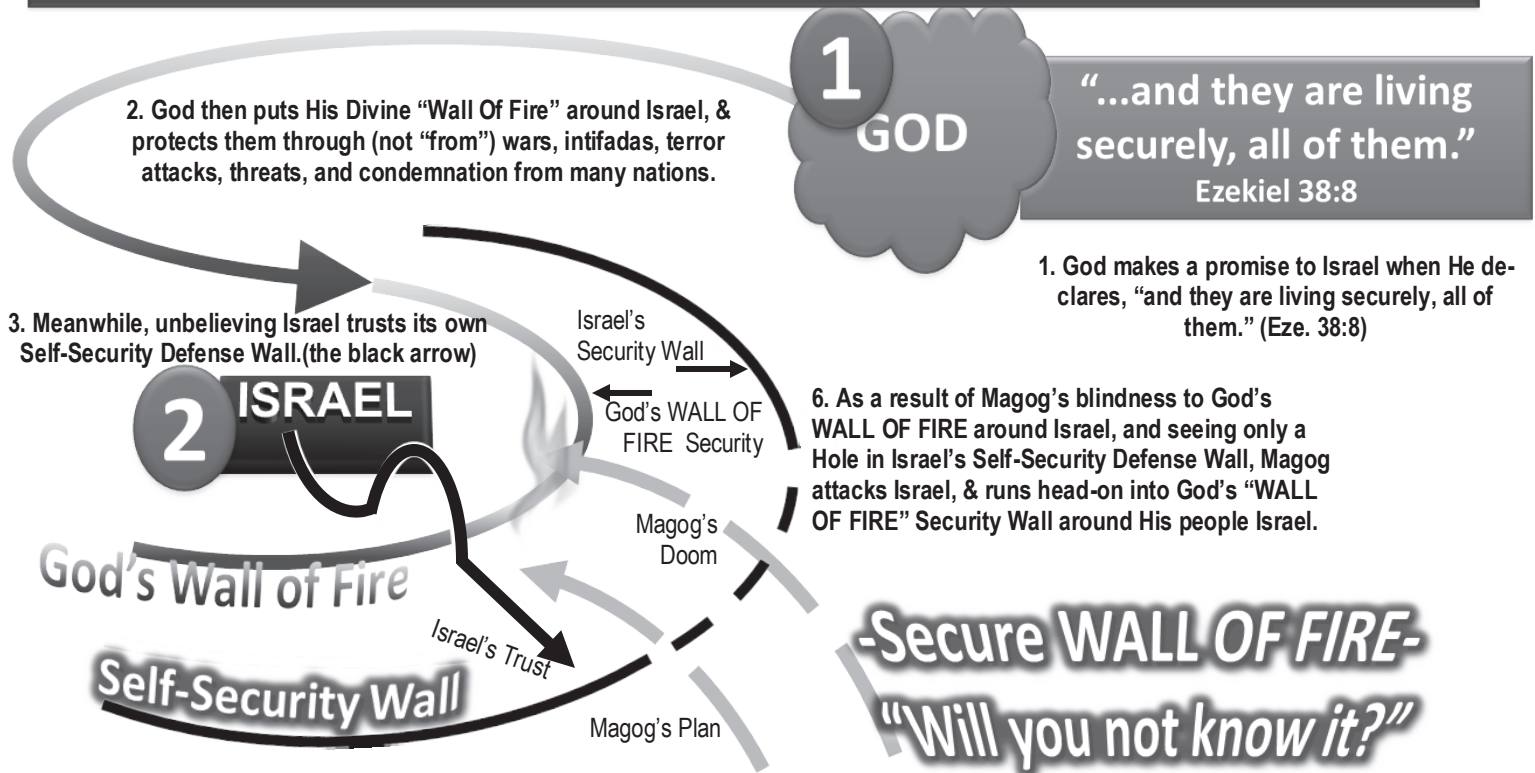 1
GOD
“...and they are living
securely, all of them.”
Ezekiel 38:8
1. God makes a promise to Israel when He de-
clares, “and they are living securely, all of
them.” (Eze. 38:8)
2. God then puts His Divine “Wall Of Fire” around Israel, &
protects them through (not “from”) wars, intifadas, terror
attacks, threats, and condemnation from many nations.
3. Meanwhile, unbelieving Israel trusts its own
Self-Security Defense Wall.(the black arrow)
2
ISRAEL
Israel’s
Security Wall
God’s WALL OF
FIRE Security
6. As a result of Magog’s blindness to God’s
WALL OF FIRE around Israel, and seeing only a
Hole in Israel’s Self-Security Defense Wall, Magog
attacks Israel, & runs head-on into God’s “WALL
OF FIRE” Security Wall around His people Israel.
Magog’s
Doom
God’s Wall of Fire
Israel’s Trust
Self-Security Wall
Magog’s Plan
-Secure WALL OF FIRE-
“Will you not know it?”